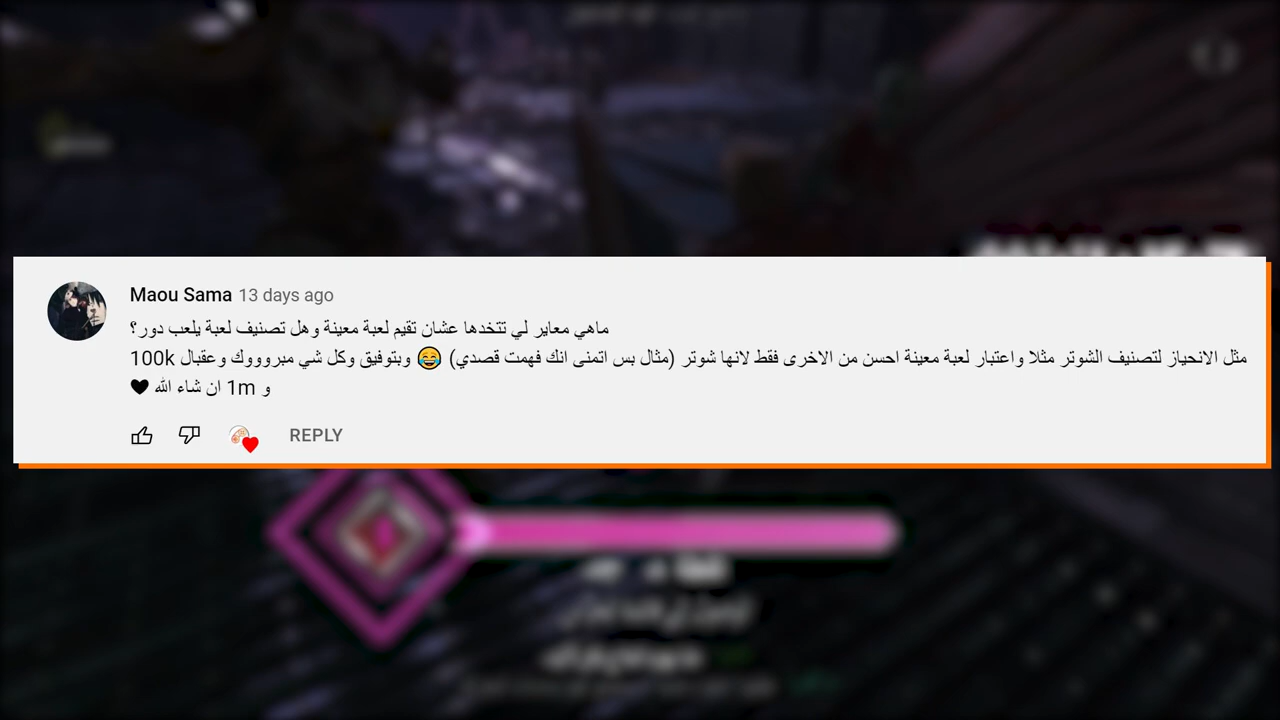 Maou Sama 13 days ago
ماهي معاير لي تتخدها عشان تقيم لعبة معينة وهل تصنيف لعبة يلعب دور؟
مثل الانحياز لتصنيف الشوتر مثلا واعتبار لعبة معينة احسن من الاخرى فقط لانها شوتر (مثال بس اتمنى انك فهمت قصدي) 😂 وبتوفيق وكل شي مبروووك وعقبال 100k
و 1m ان شاء الله 🖤
REPLY